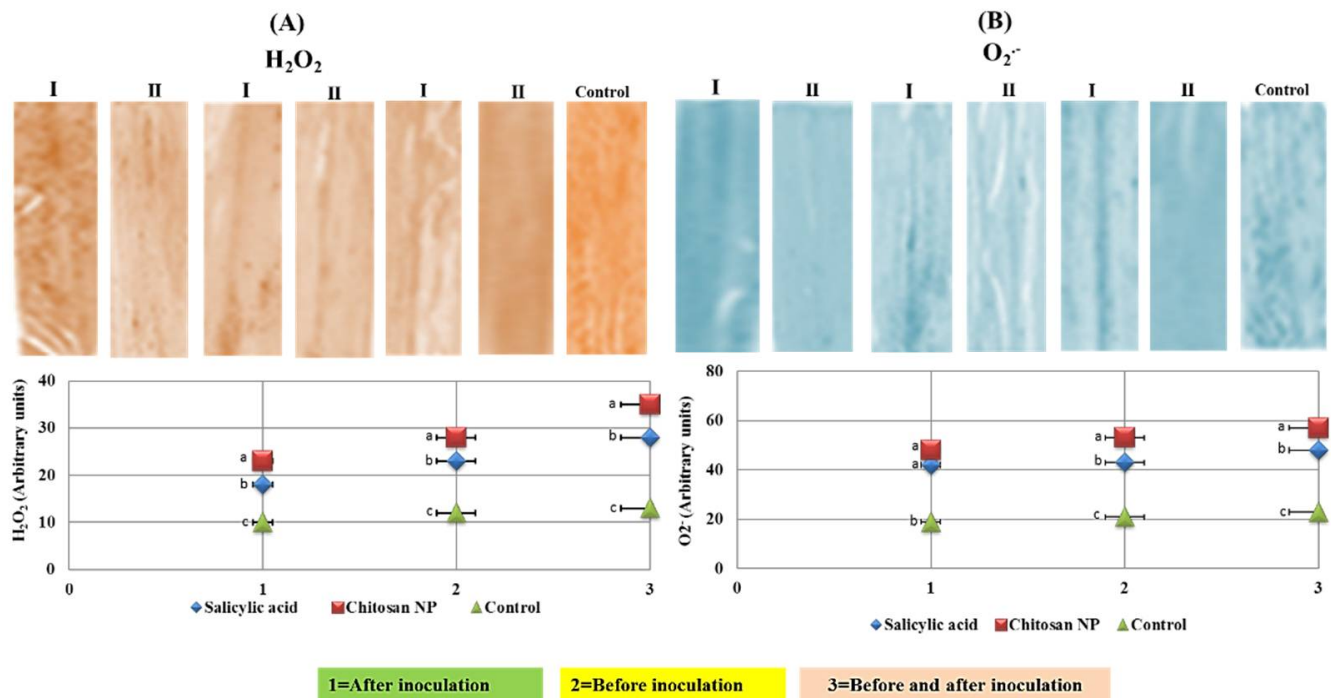 (A)
H₂O₂
I II I II I II Control
(B)
O₂·-
I II I II I II Control
H₂O₂ (Arbitrary units)
40
30
20
10
0
a a a
b b b
c c c
0 1 2 3
Salicylic acid Chitosan NP Control
O2·- (Arbitrary units)
80
60
40
20
0
a a a
a b b
b c c
0 1 2 3
Salicylic acid Chitosan NP Control
1=After inoculation 2=Before inoculation 3=Before and after inoculation